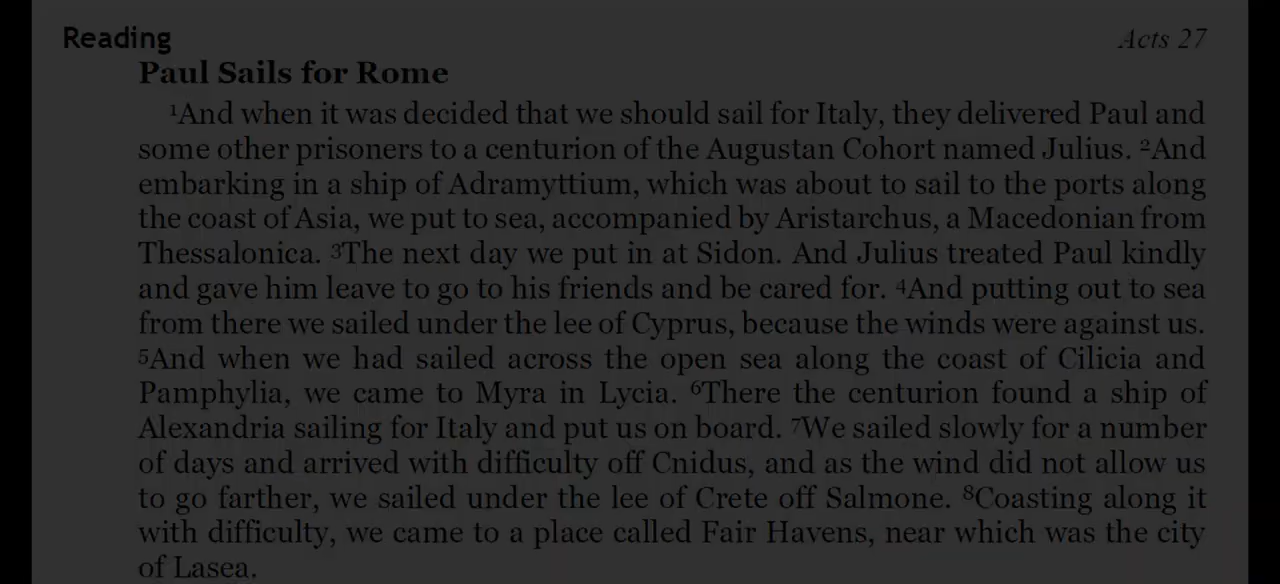 Reading
Acts 27
Paul Sails for Rome
¹And when it was decided that we should sail for Italy, they delivered Paul and
some other prisoners to a centurion of the Augustan Cohort named Julius. ²And
embarking in a ship of Adramyttium, which was about to sail to the ports along
the coast of Asia, we put to sea, accompanied by Aristarchus, a Macedonian from
Thessalonica. ³The next day we put in at Sidon. And Julius treated Paul kindly
and gave him leave to go to his friends and be cared for. ⁴And putting out to sea
from there we sailed under the lee of Cyprus, because the winds were against us.
⁵And when we had sailed across the open sea along the coast of Cilicia and
Pamphylia, we came to Myra in Lycia. ⁶There the centurion found a ship of
Alexandria sailing for Italy and put us on board. ⁷We sailed slowly for a number
of days and arrived with difficulty off Cnidus, and as the wind did not allow us
to go farther, we sailed under the lee of Crete off Salmone. ⁸Coasting along it
with difficulty, we came to a place called Fair Havens, near which was the city
of Lasea.